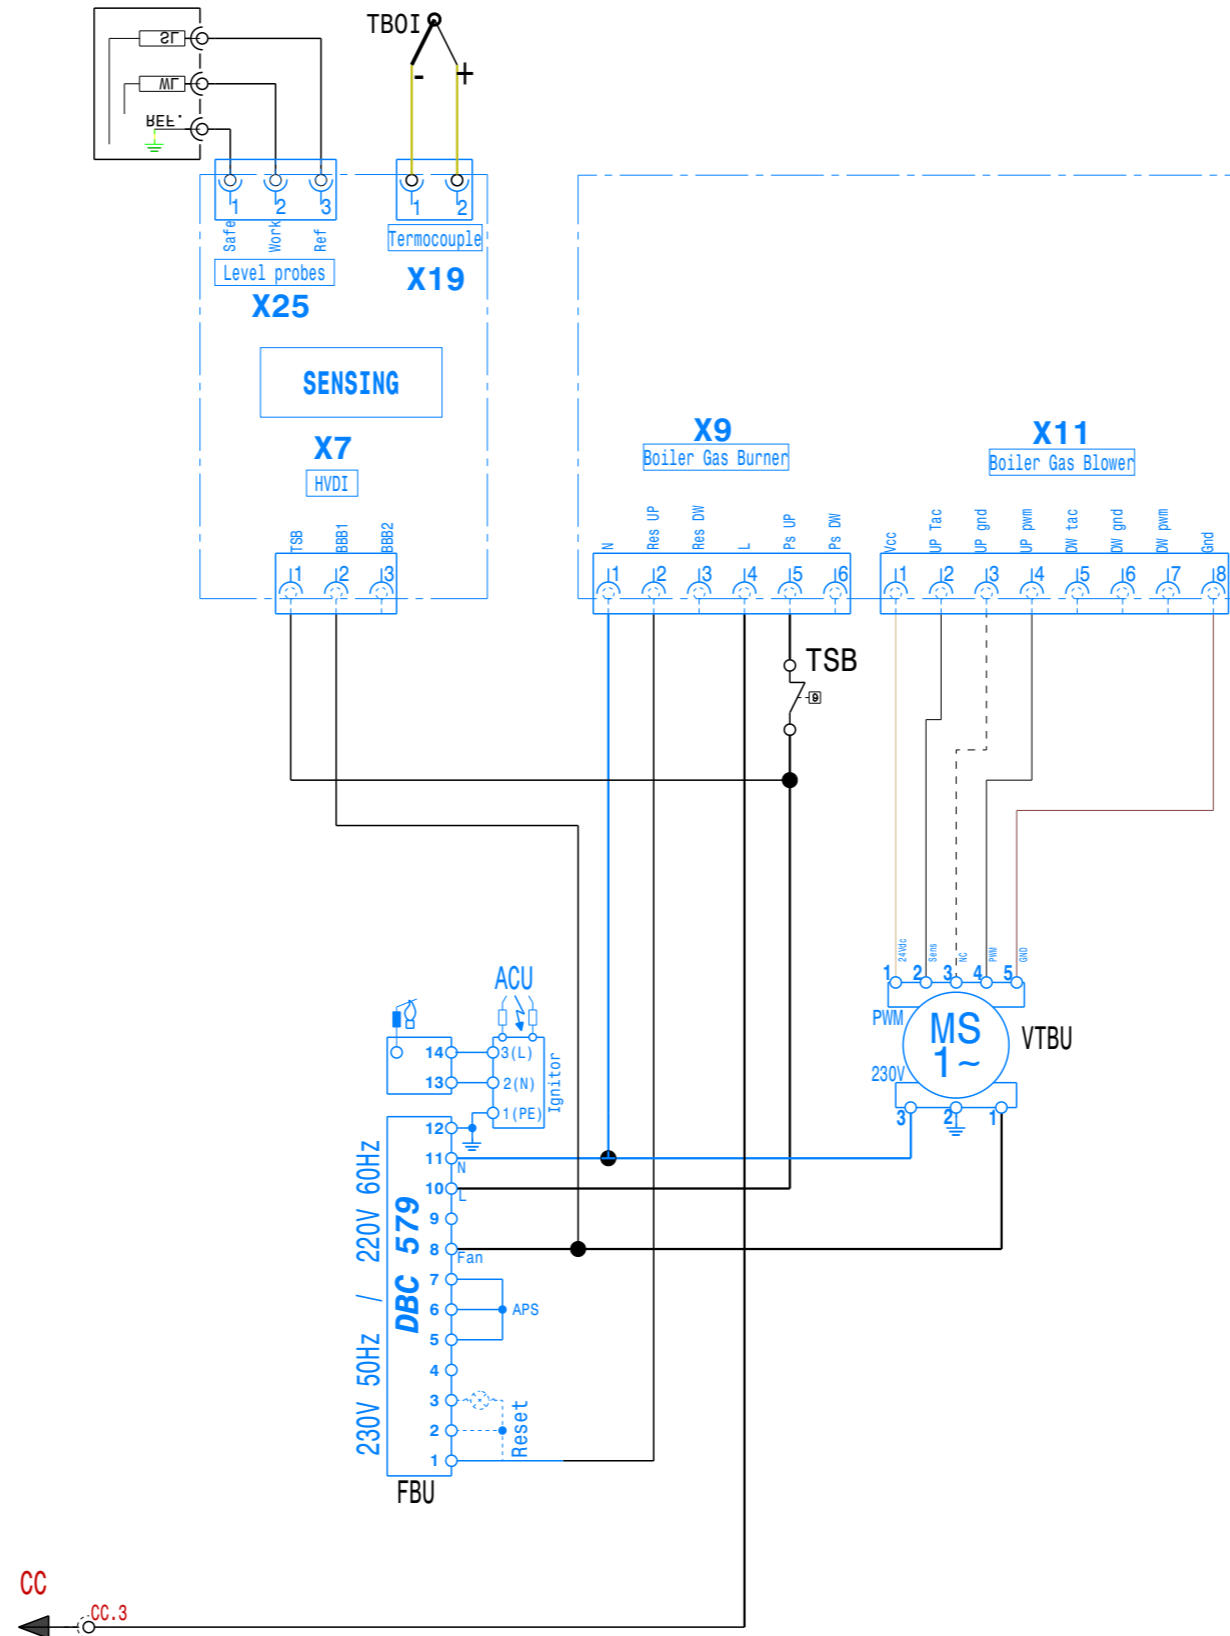 TBOI
SL
WL
REF.
- +
1 2 3
Safe Work Ref
Level probes
X25
1 2
Termocouple
X19
SENSING
X7
HVDI
TSB BBB1 BBB2
1 2 3
X9
Boiler Gas Burner
N Res UP Res DW L Ps UP Ps DW
1 2 3 4 5 6
X11
Boiler Gas Blower
Vcc UP Tac UP gnd UP pwm DW tac DW gnd DW pwm Gnd
1 2 3 4 5 6 7 8
TSB
24Vdc Sens NC PWM GND
1 2 3 4 5
PWM
MS
1~
VTBU
230V
3 2 1
ACU
14 3(L)
13 2(N)
1(PE)
Ignitor
12
11 N
10 L
9
8 Fan
7
6 APS
5
4
3
2
1
Reset
DBC 579
230V 50Hz / 220V 60Hz
FBU
CC
CC.3